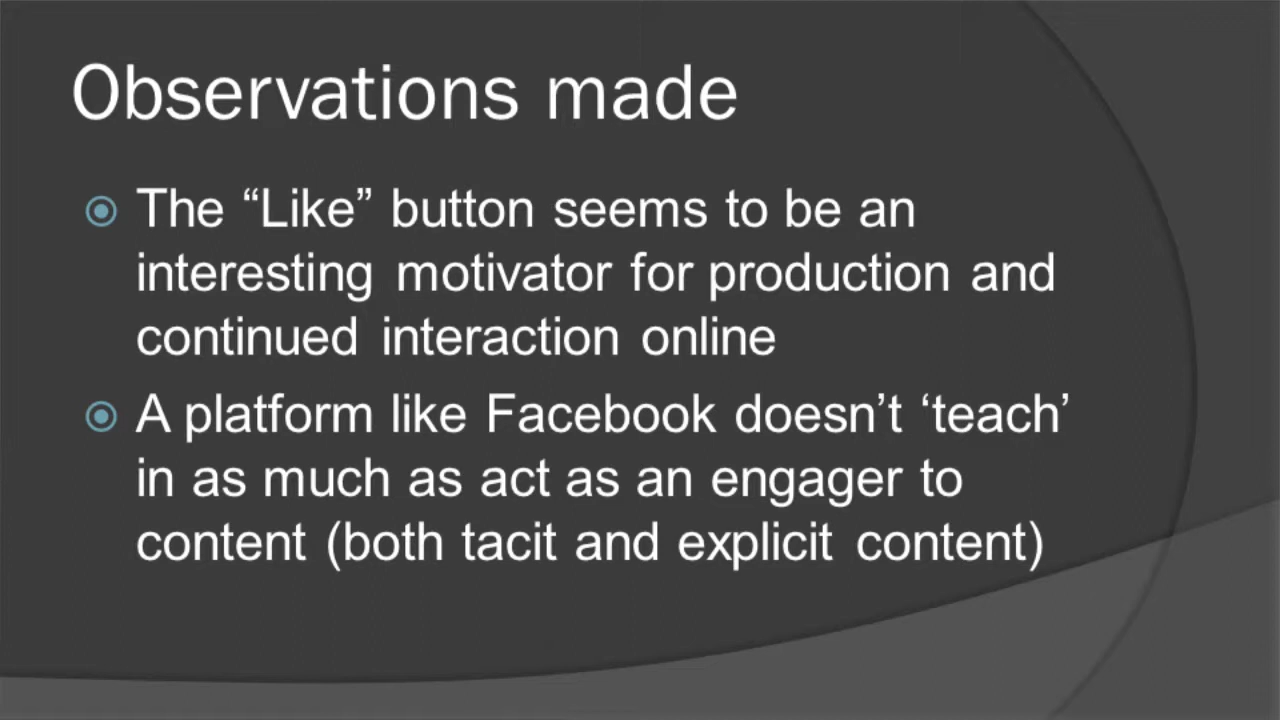 Observations made
The “Like” button seems to be an
interesting motivator for production and
continued interaction online
A platform like Facebook doesn’t ‘teach’
in as much as act as an engager to
content (both tacit and explicit content)